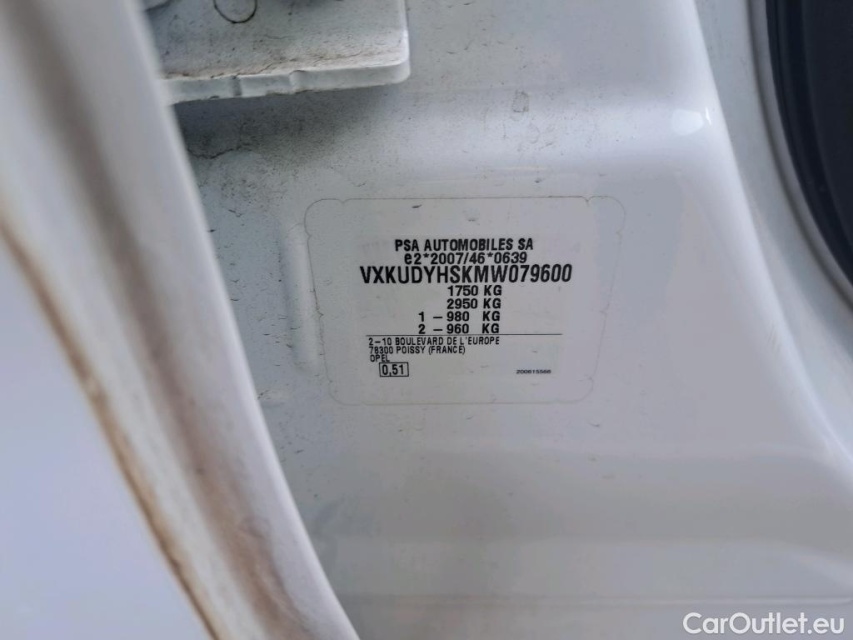 PSA AUTOMOBILES SA
e2*2007/46*0639
VXKUDYHSKMW079600
1750 KG
2950 KG
1 – 980 KG
2 – 960 KG
2–10 BOULEVARD DE L'EUROPE
78300 POISSY (FRANCE)
OPEL
0,51
CarOutlet.eu